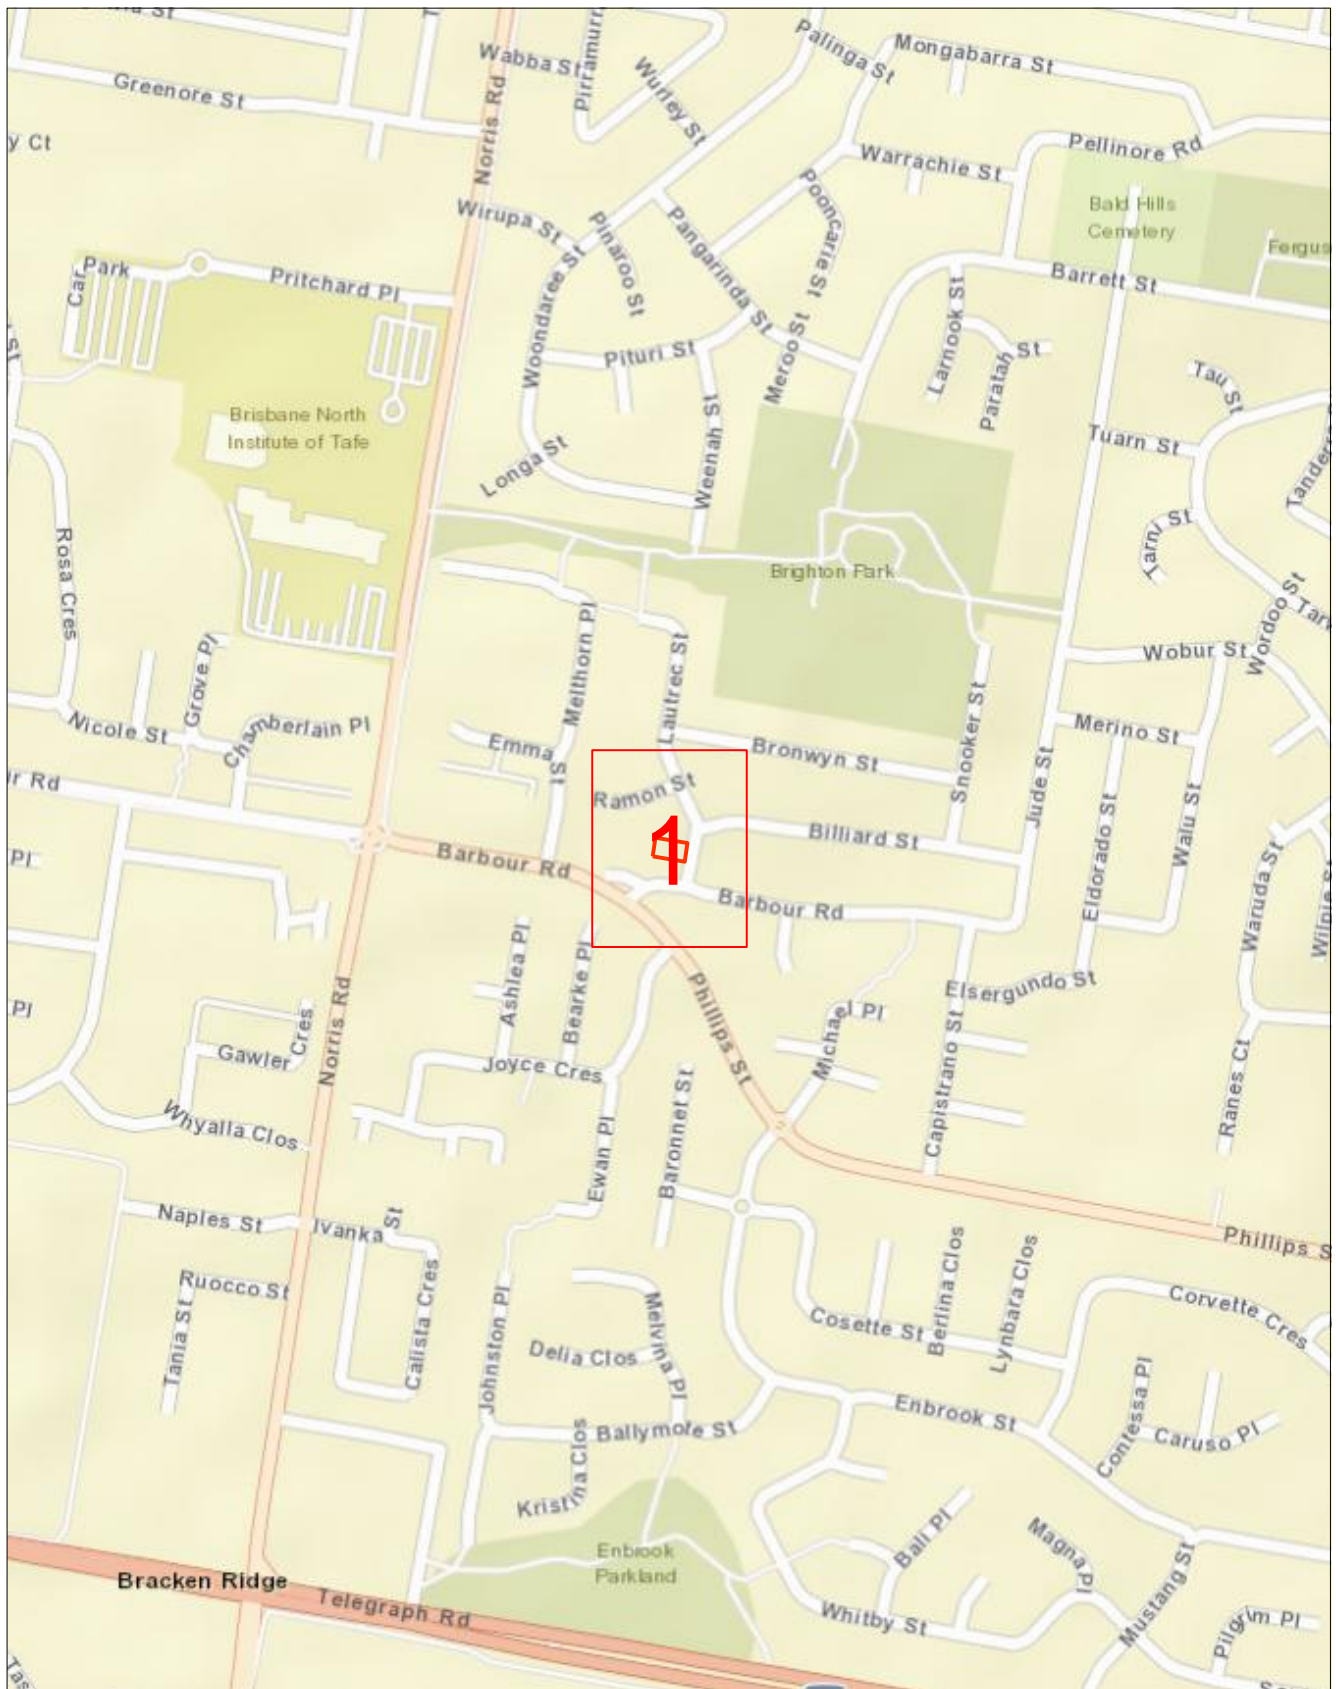 Greenore St
Wabba St
Wurley St
Palinga St
Mongabarra St
y Ct
Norris Rd
Warrachie St
Pellinore Rd
Wirupa St
Pinaroo St
Pangarinda St
Pooncarie St
Bald Hills
Cemetery
Car Park
Pritchard Pl
Woondaree St
Meroo St
Barrett St
Larnook St
Paratah St
Pituri St
Tau St
Brisbane North
Institute of Tafe
Longa St
Weenah St
Tuarn St
Yarni St
Rosa Cres
Brighton Park
Wordoo St
Grove Pl
Melthorn Pl
Lautrec St
Wobur St
Nicole St
Chamberlain Pl
Emma St
Bronwyn St
Snooker St
Merino St
ir Rd
Ramon St
Jude St
Eldorado St
Walu St
Pl
Barbour Rd
1
Billiard St
Waruda St
Barbour Rd
Ashlea Pl
Bearke Pl
Elsergundo St
Pl
Norris Rd
Gawler Cres
Phillips St
Michael Pl
Joyce Cres
Capistrano St
Ranes Ct
Whyalla Clos
Ewan Pl
Baronnet St
Naples St
Ivanka St
Phillips S
Ruocco St
Tania St
Calista Cres
Johnston Pl
Melvina Pl
Delia Clos
Cosette St
Berlina Clos
Lynbara Clos
Corvette Cres
Enbrook St
Contessa Pl
Caruso Pl
Ballymote St
Kristina Clos
Bali Pl
Magna Pl
Mustang St
Enbrook
Parkland
Bracken Ridge
Telegraph Rd
Whitby St
Pilgrim Pl